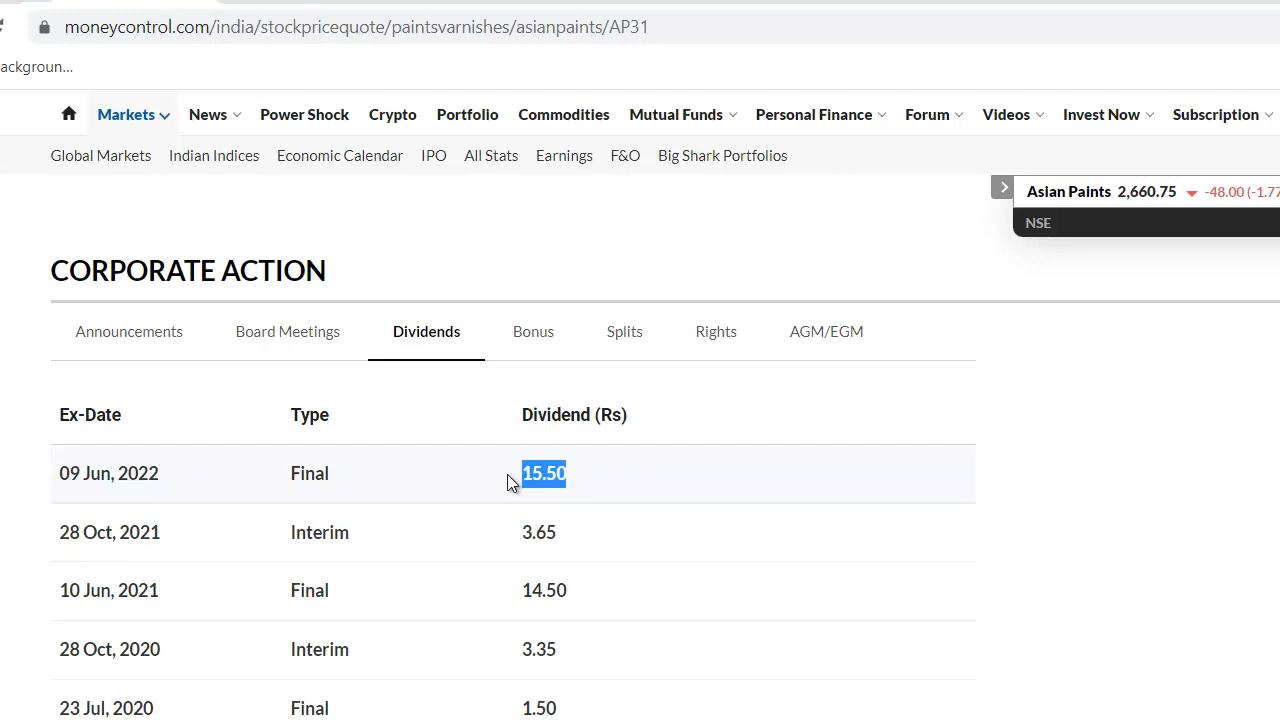 moneycontrol.com/india/stockpricequote/paintsvarnishes/asianpaints/AP31
ackgroun...
Markets News Power Shock Crypto Portfolio Commodities Mutual Funds Personal Finance Forum Videos Invest Now Subscription
Global Markets Indian Indices Economic Calendar IPO All Stats Earnings F&O Big Shark Portfolios
Asian Paints 2,660.75 -48.00 (-1.77
NSE
CORPORATE ACTION
Announcements Board Meetings Dividends Bonus Splits Rights AGM/EGM
Ex-Date Type Dividend (Rs)
09 Jun, 2022 Final 15.50
28 Oct, 2021 Interim 3.65
10 Jun, 2021 Final 14.50
28 Oct, 2020 Interim 3.35
23 Jul, 2020 Final 1.50